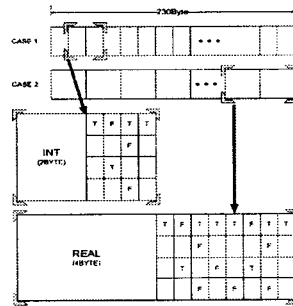 230Byte
CASE 1
CASE 2
T F T T
F
INT
(2BYTE)
T
F
T F T T T F T T
F F
REAL
(4BYTE)
T F T
F F F